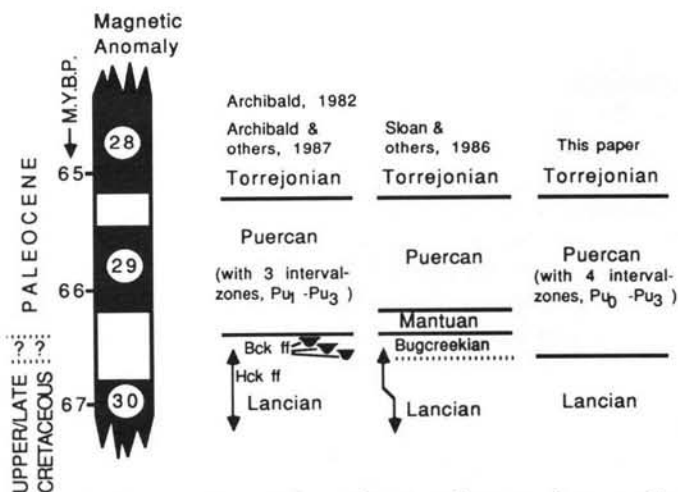 Magnetic
Anomaly
M.Y.B.P.
PALEOCENE
UPPER/LATE
CRETACEOUS
? ?
28
65
29
66
30
67
Archibald, 1982
Archibald &
others, 1987
Torrejonian
Puercan
(with 3 interval-
zones, Pu1 -Pu3 )
Bck ff
Hck ff
Lancian
Sloan &
others, 1986
Torrejonian
Puercan
Mantuan
Bugcreekian
Lancian
This paper
Torrejonian
Puercan
(with 4 interval-
zones, Pu0 -Pu3)
Lancian